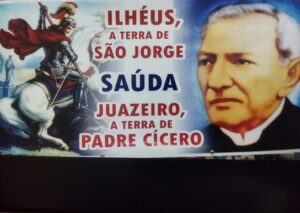 ILHÉUS,
A TERRA DE
SÃO JORGE
SAÚDA
JUAZEIRO,
A TERRA DE
PADRE CÍCERO